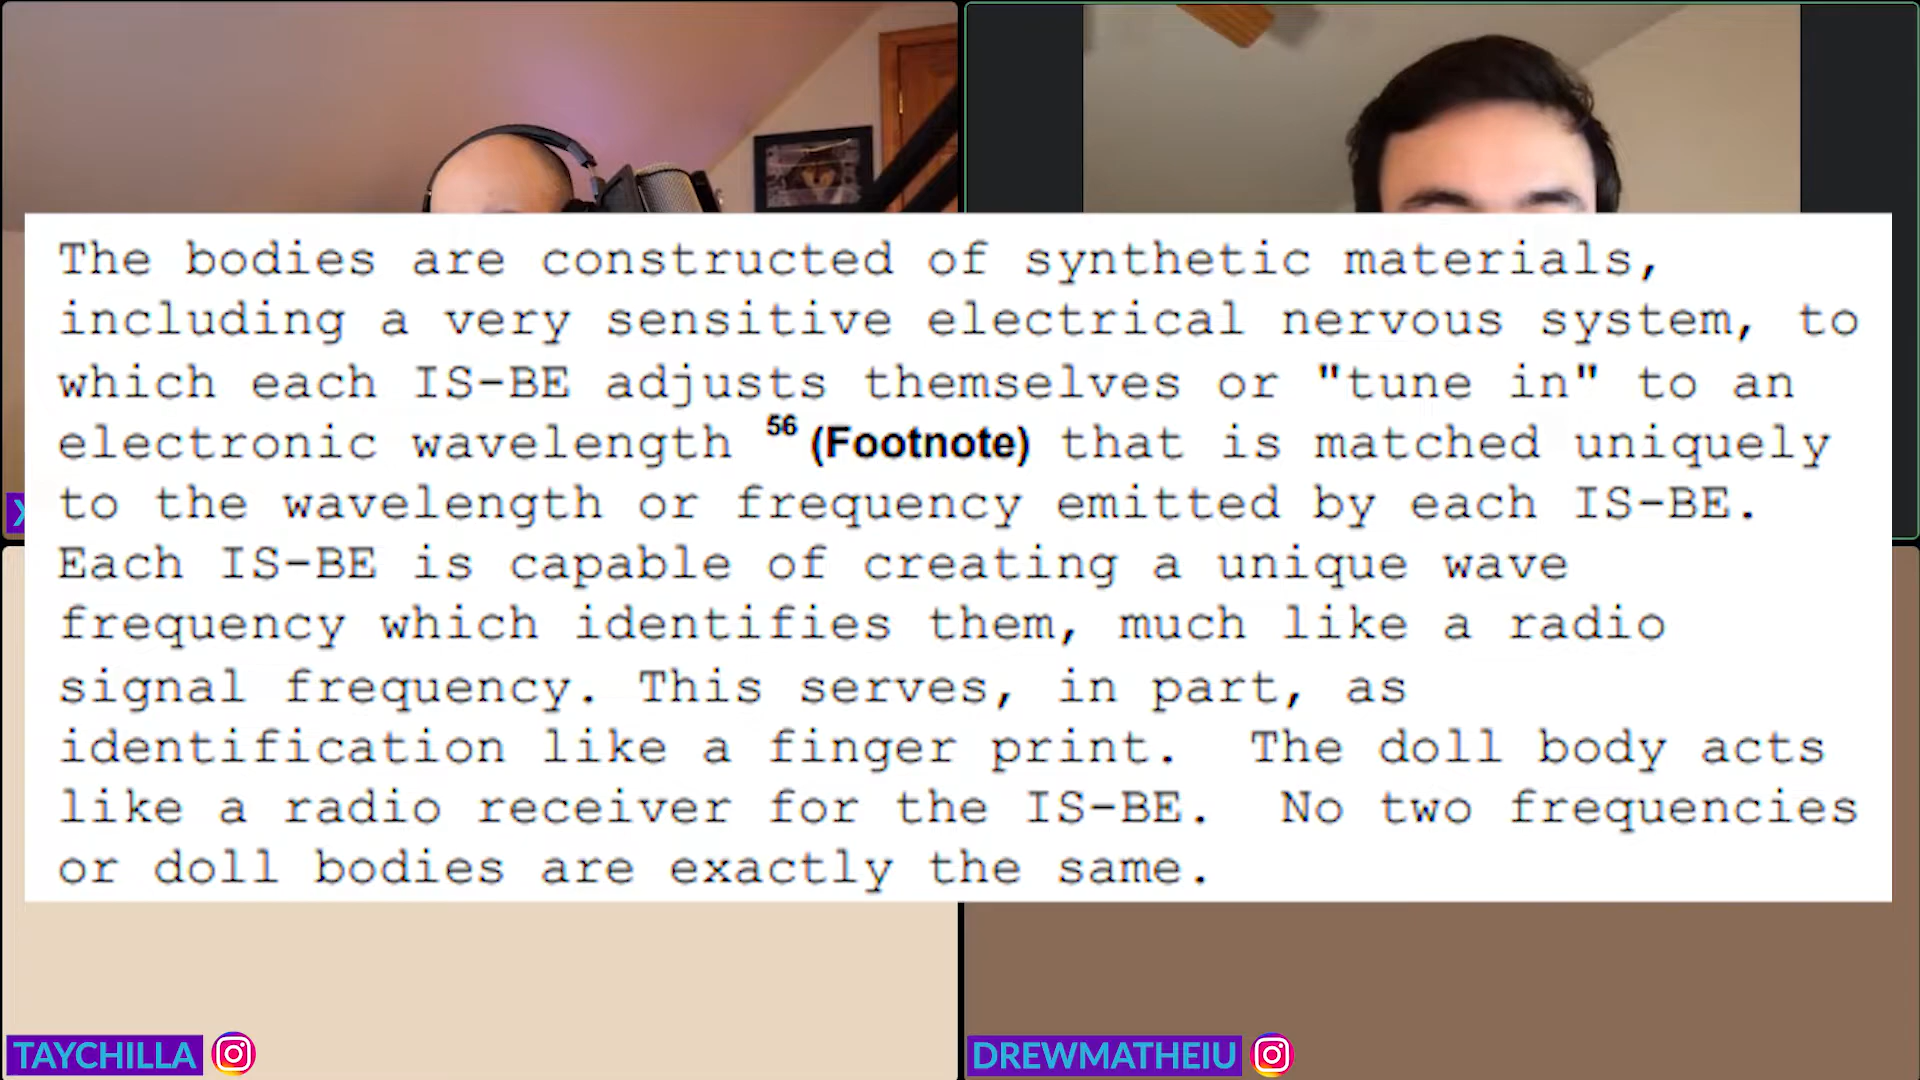 The bodies are constructed of synthetic materials,
including a very sensitive electrical nervous system, to
which each IS-BE adjusts themselves or "tune in" to an
electronic wavelength 56 (Footnote) that is matched uniquely
to the wavelength or frequency emitted by each IS-BE.
Each IS-BE is capable of creating a unique wave
frequency which identifies them, much like a radio
signal frequency. This serves, in part, as
identification like a finger print. The doll body acts
like a radio receiver for the IS-BE. No two frequencies
or doll bodies are exactly the same.
TAYCHILLA
DREWMATHEIU